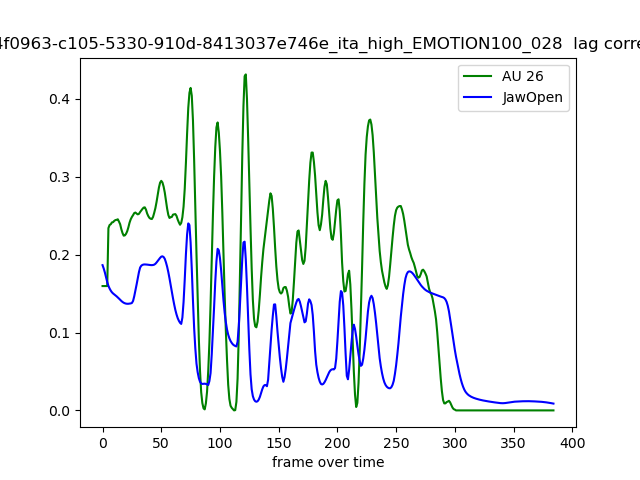 4f0963-c105-5330-910d-8413037e746e_ita_high_EMOTION100_028 lag corre
AU 26
JawOpen
0.4
0.3
0.2
0.1
0.0
0 50 100 150 200 250 300 350 400
frame over time